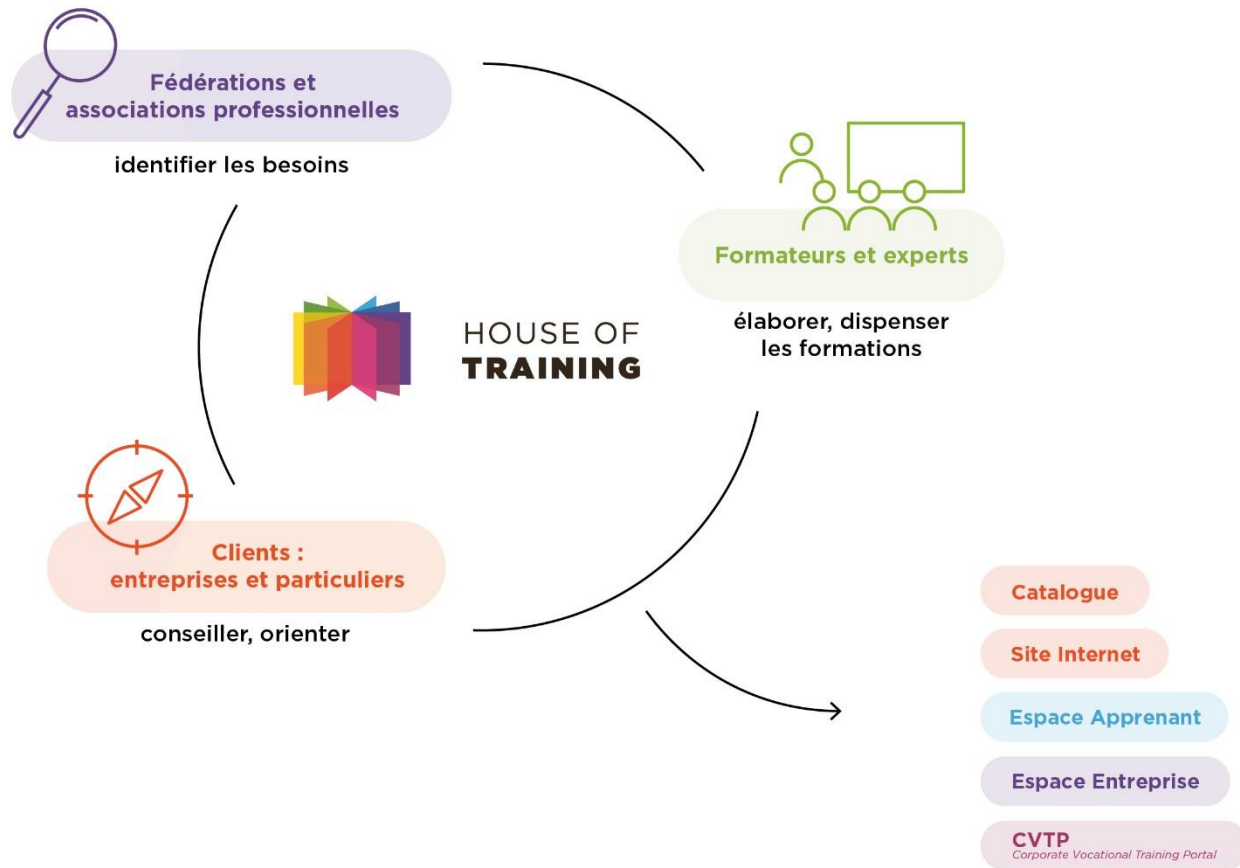 Fédérations et
associations professionnelles
identifier les besoins
Formateurs et experts
élaborer, dispenser
les formations
HOUSE OF
TRAINING
Clients :
entreprises et particuliers
conseiller, orienter
Catalogue
Site Internet
Espace Apprenant
Espace Entreprise
CVTP
Corporate Vocational Training Portal